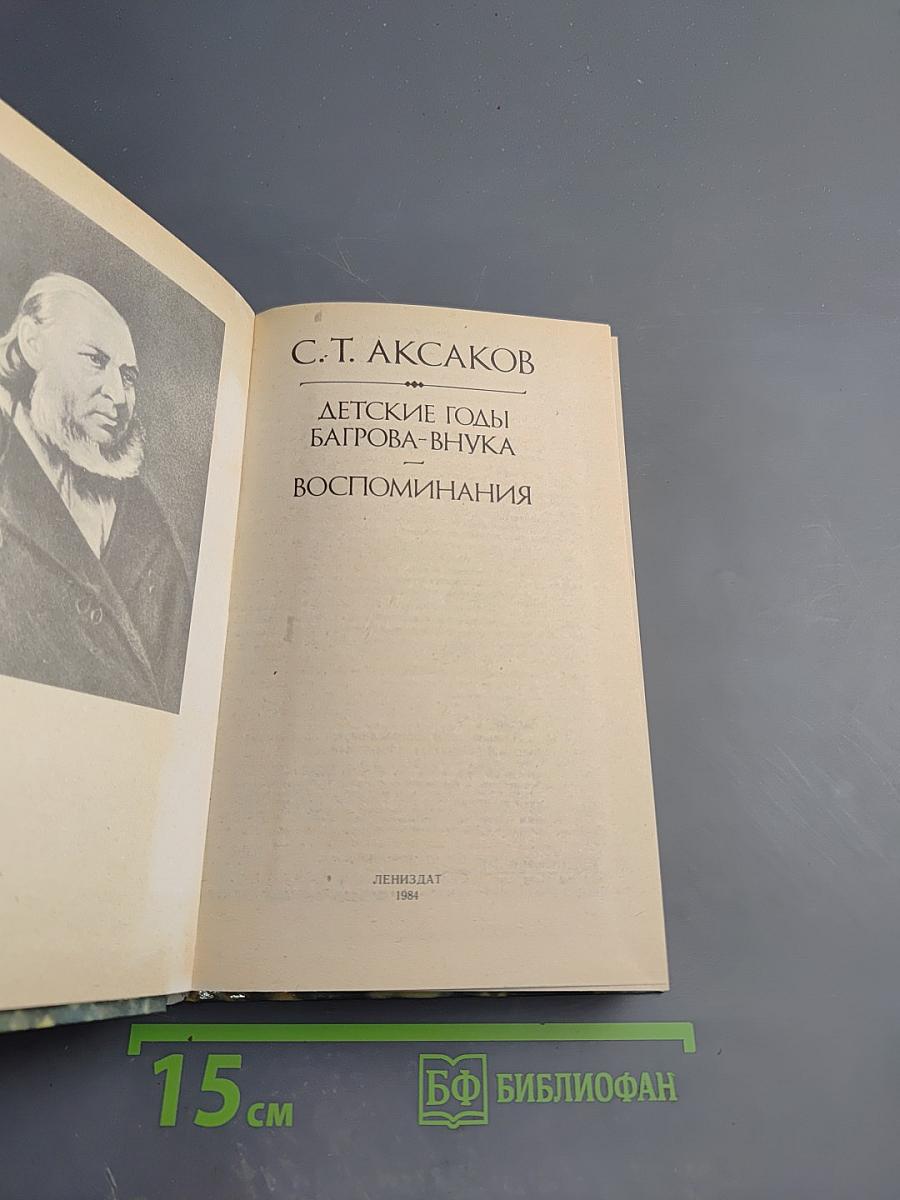 С. Т. АКСАКОВ
ДЕТСКИЕ ГОДЫ
БАГРОВА-ВНУКА
ВОСПОМИНАНИЯ
ЛЕНИЗДАТ
1984
15 СМ
БФ БИБЛИОФАН